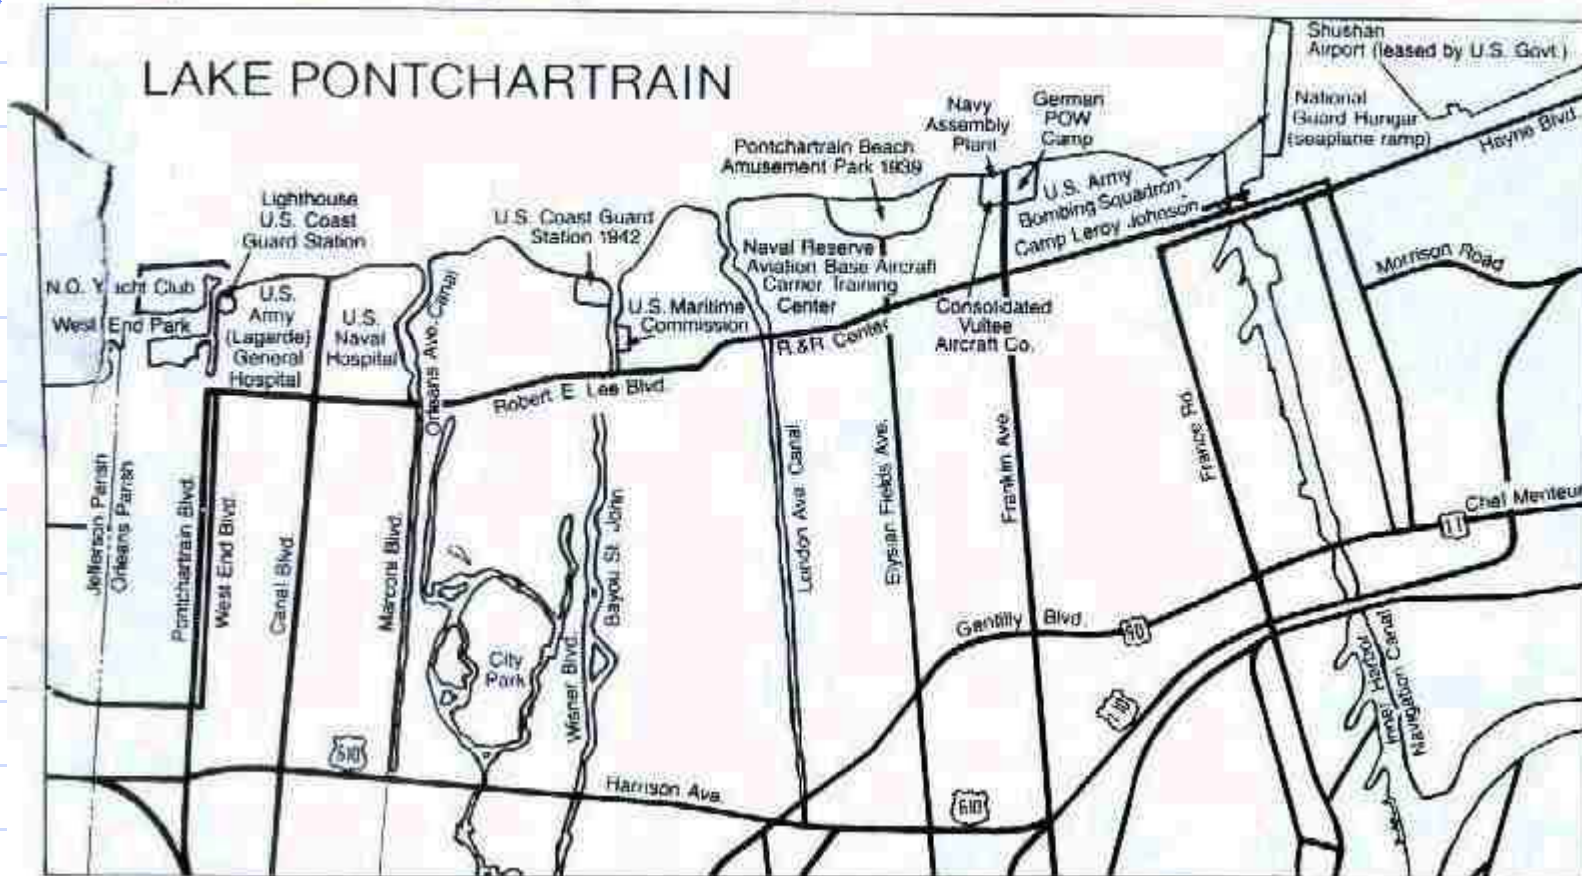 LAKE PONTCHARTRAIN
Shushan
Airport (leased by U.S. Govt.)
National
Guard Hungar
(seaplane ramp)
Hayne Blvd.
Navy
Assembly
Plant
German
POW
Camp
Pontchartrain Beach
Amusement Park 1939
U.S. Army
Bombing Squadron
Camp Leroy Johnson
Lighthouse
U.S. Coast
Guard Station
U.S. Coast Guard
Station 1942
Naval Reserve
Aviation Base Aircraft
Carrier Training
Center
Morrison Road
N.O. Yacht Club
West End Park
U.S.
Army
(Lagarde)
General
Hospital
U.S.
Naval
Hospital
Orleans Ave. Canal
U.S. Maritime
Commission
R.&R. Center
Consolidated
Vultee
Aircraft Co.
Robert E. Lee Blvd.
Jefferson Parish
Orleans Parish
Pontchartrain Blvd.
West End Blvd.
Canal Blvd.
Marconi Blvd.
City
Park
Wisner Blvd.
Bayou St. John
London Ave. Canal
Elysian Fields Ave.
Franklin Ave.
France Rd.
Chef Menteur
11
Gentilly Blvd.
90
Inner Harbor
Navigation Canal
610
Harrison Ave.
610